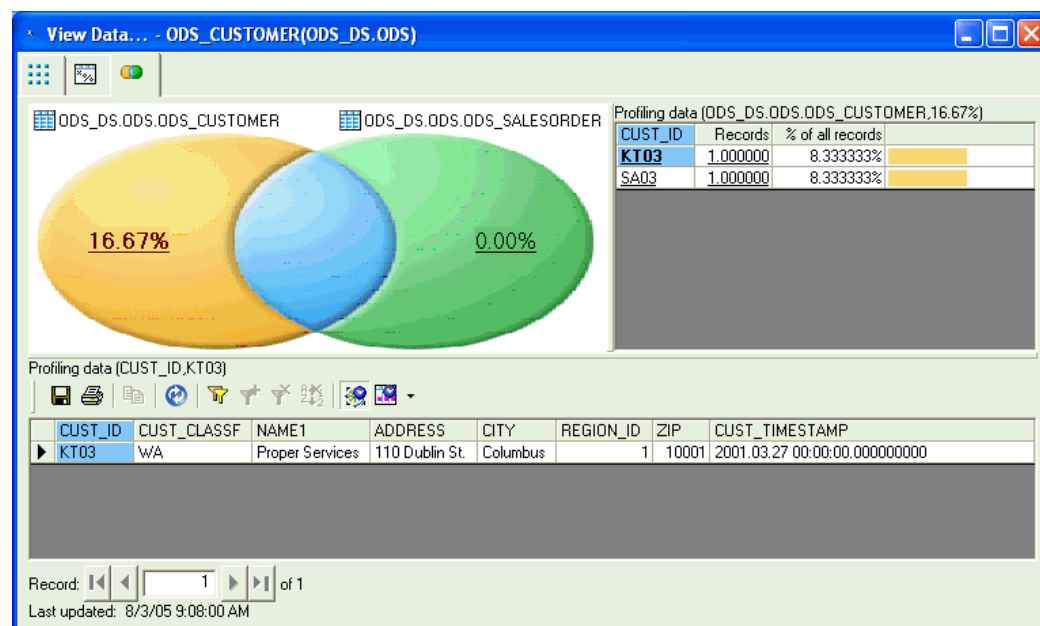 View Data... - ODS_CUSTOMER(ODS_DS.ODS)
ODS_DS.ODS.ODS_CUSTOMER ODS_DS.ODS.ODS_SALESORDER
16.67% 0.00%
Profiling data (ODS_DS.ODS.ODS_CUSTOMER,16.67%)
CUST_ID Records % of all records
KT03 1.000000 8.333333%
SA03 1.000000 8.333333%
Profiling data (CUST_ID,KT03)
CUST_ID CUST_CLASSF NAME1 ADDRESS CITY REGION_ID ZIP CUST_TIMESTAMP
KT03 WA Proper Services 110 Dublin St. Columbus 1 10001 2001.03.27 00:00:00.000000000
Record: 1 of 1
Last updated: 8/3/05 9:08:00 AM